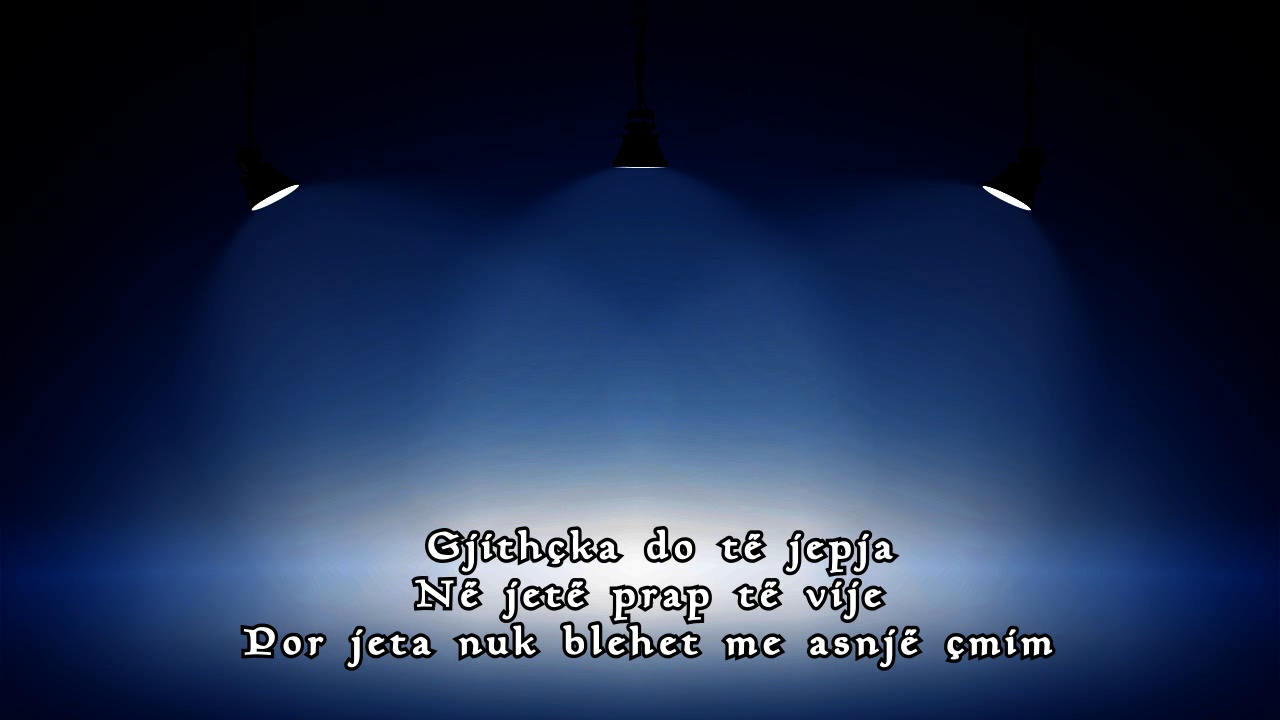 Gjithçka do të jepja
Në jetë prap të vije
Por jeta nuk blehet me asnjë çmim